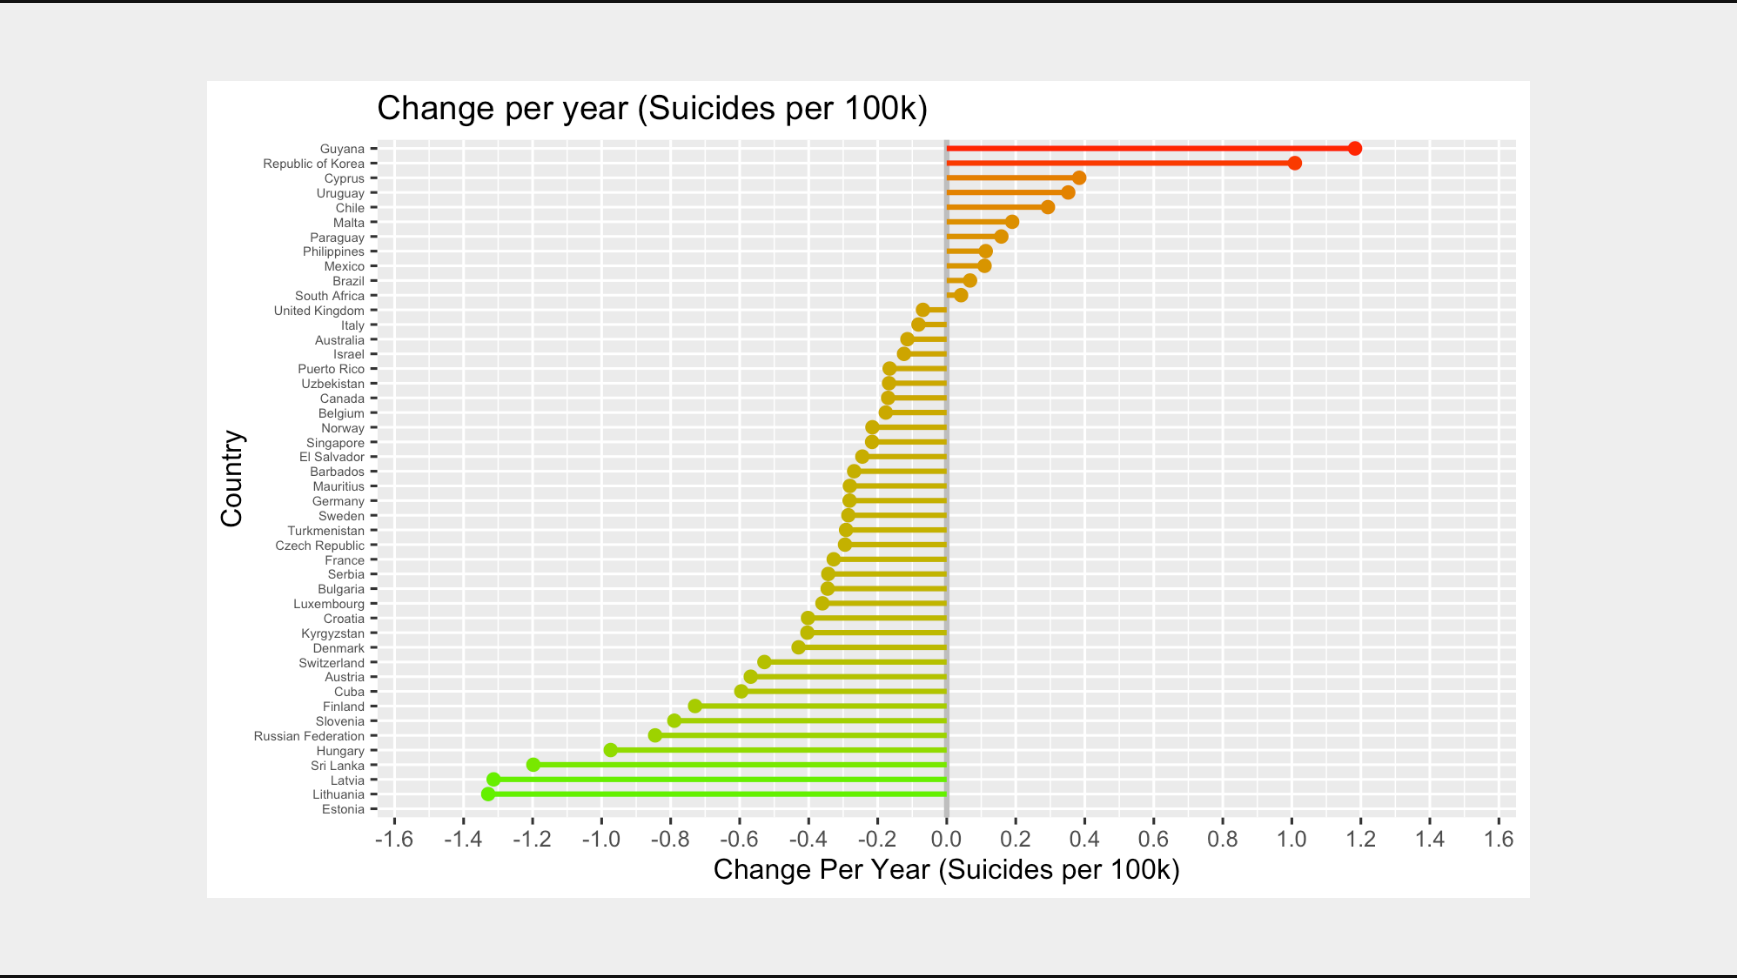 Change per year (Suicides per 100k)
Guyana
Republic of Korea
Cyprus
Uruguay
Chile
Malta
Paraguay
Philippines
Mexico
Brazil
South Africa
United Kingdom
Italy
Australia
Israel
Puerto Rico
Uzbekistan
Canada
Belgium
Norway
Singapore
El Salvador
Barbados
Mauritius
Germany
Sweden
Turkmenistan
Czech Republic
France
Serbia
Bulgaria
Luxembourg
Croatia
Kyrgyzstan
Denmark
Switzerland
Austria
Cuba
Finland
Slovenia
Russian Federation
Hungary
Sri Lanka
Latvia
Lithuania
Estonia
Country
-1.6 -1.4 -1.2 -1.0 -0.8 -0.6 -0.4 -0.2 0.0 0.2 0.4 0.6 0.8 1.0 1.2 1.4 1.6
Change Per Year (Suicides per 100k)